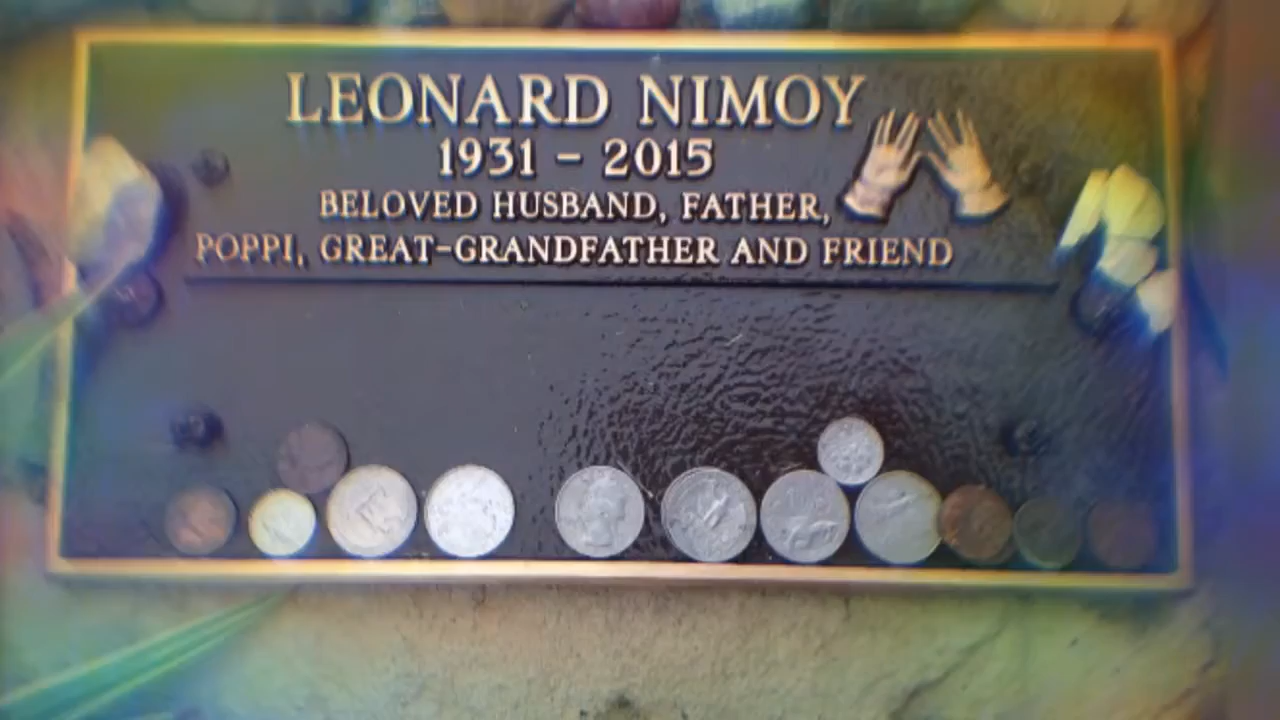 LEONARD NIMOY
1931 – 2015
BELOVED HUSBAND, FATHER,
POPPI, GREAT-GRANDFATHER AND FRIEND